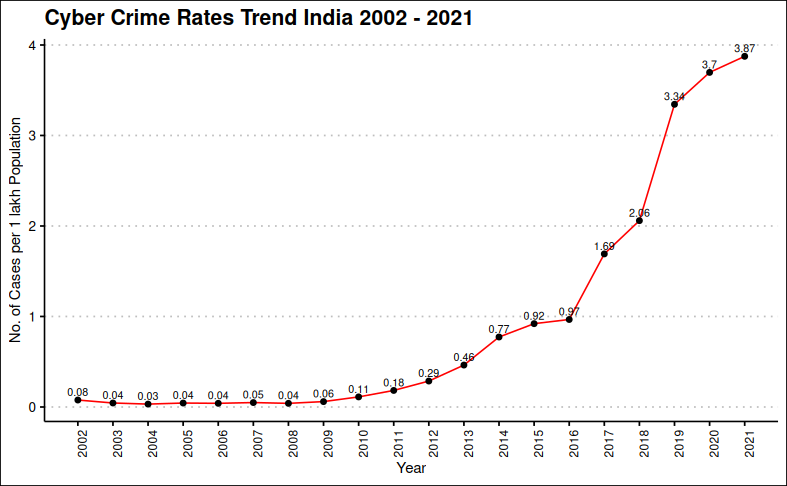 Cyber Crime Rates Trend India 2002 - 2021
No. of Cases per 1 lakh Population
4
3
2
1
0
0.08 0.04 0.03 0.04 0.04 0.05 0.04 0.06 0.11 0.18 0.29 0.46 0.77 0.92 0.97 1.69 2.06 3.34 3.7 3.87
2002 2003 2004 2005 2006 2007 2008 2009 2010 2011 2012 2013 2014 2015 2016 2017 2018 2019 2020 2021
Year